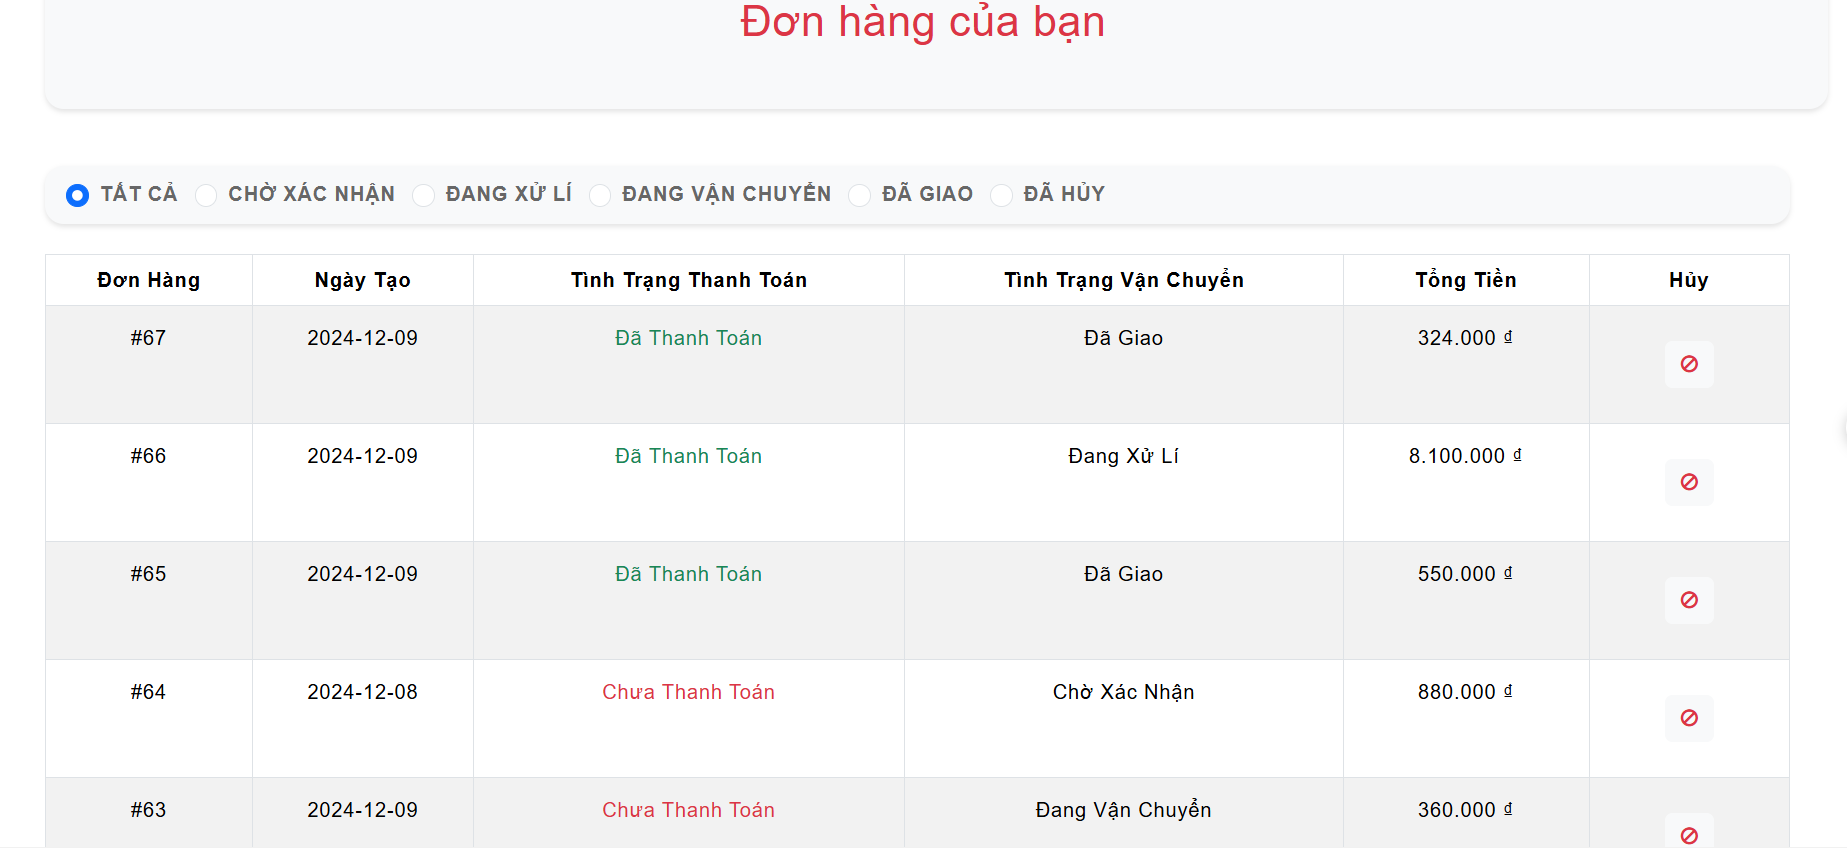 Đơn hàng của bạn
TẤT CẢ CHỜ XÁC NHẬN ĐANG XỬ LÍ ĐANG VẬN CHUYỂN ĐÃ GIAO ĐÃ HỦY
Đơn Hàng Ngày Tạo Tình Trạng Thanh Toán Tình Trạng Vận Chuyển Tổng Tiền Hủy
#67 2024-12-09 Đã Thanh Toán Đã Giao 324.000 ₫
#66 2024-12-09 Đã Thanh Toán Đang Xử Lí 8.100.000 ₫
#65 2024-12-09 Đã Thanh Toán Đã Giao 550.000 ₫
#64 2024-12-08 Chưa Thanh Toán Chờ Xác Nhận 880.000 ₫
#63 2024-12-09 Chưa Thanh Toán Đang Vận Chuyển 360.000 ₫